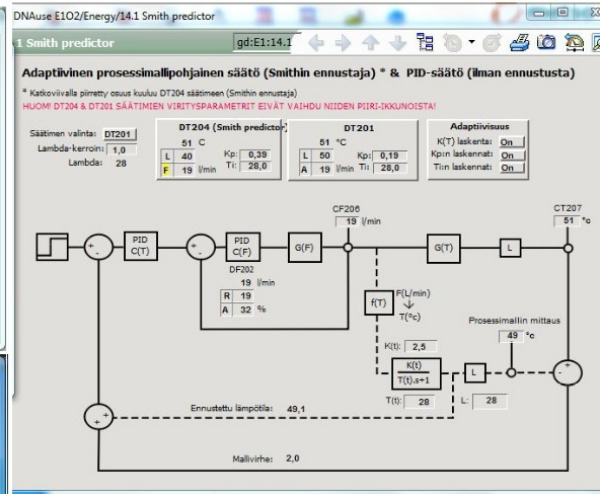 DNAuse E1O2/Energy/14.1 Smith predictor
1 Smith predictor
gd:E1:14.1
Adaptiivinen prosessimallipohjainen säätö (Smithin ennustaja) * & PID-säätö (ilman ennustusta)
* Katkoviivalla piirretty osuus kuuluu DT204 säätimeen (Smithin ennustaja)
HUOM! DT204 & DT201 SÄÄTIMIEN VIRITYSPARAMETRIT EIVÄT VAIHDU NIIDEN PIIRI-IKKUNOISTA!
Säätimen valinta: DT201
Lambda-kerroin: 1,0
Lambda: 28
DT204 (Smith predictor)
51 C
L 40 Kp: 0,39
F 19 l/min Ti: 28,0
DT201
51 °C
L 50 Kp: 0,19
A 19 l/min Ti: 28,0
Adaptiivisuus
K(T) laskenta: On
Kp:n laskennat: On
Ti:n laskennat: On
CF206
19 l/min
CT207
51 °c
+ -
PID
C(T)
+ -
PID
C(F)
G(F)
G(T)
L
DF202
19 l/min
R 19
A 32 %
f(T)
F(L/min)
T(°c)
Prosessimallin mittaus
49 °c
K(t): 2,5
K(t)
T(t).s+1
L
- +
T(t): 28
L: 28
+ +
Ennustettu lämpötila: 49,1
Mallivirhe: 2,0